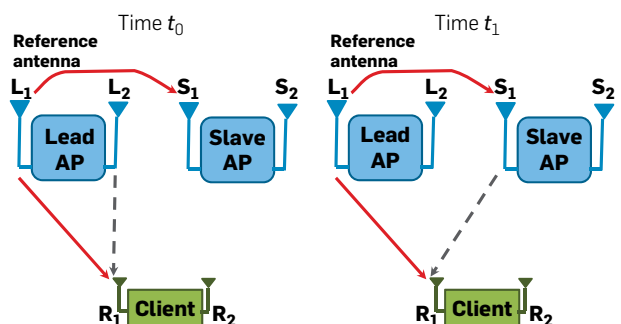 Time t0
Reference antenna
L1
L2
S1
S2
Lead AP
Slave AP
R1
Client
R2
Time t1
Reference antenna
L1
L2
S1
S2
Lead AP
Slave AP
R1
Client
R2